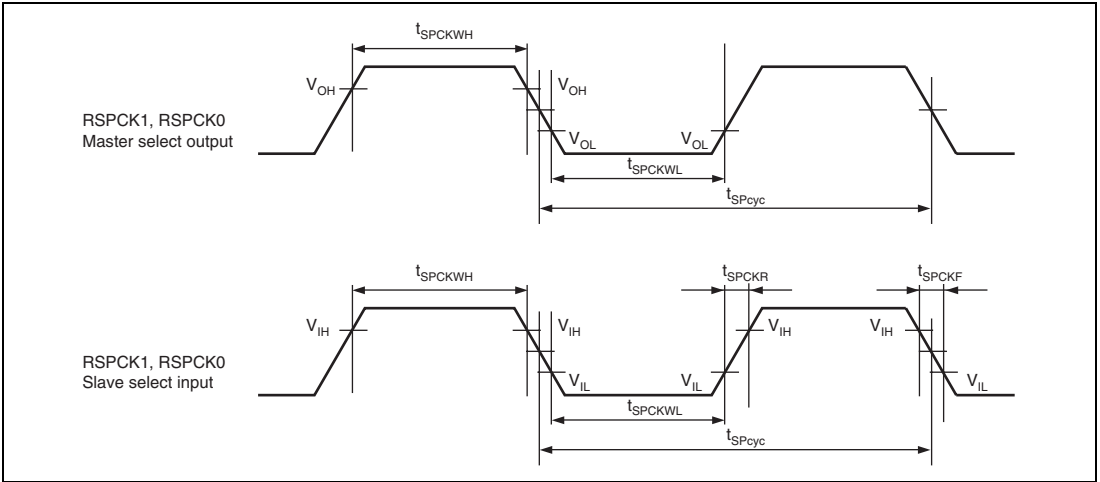 tSPCKWH
VOH
VOH
RSPCK1, RSPCK0
Master select output
VOL
VOL
tSPCKWL
tSPcyc
tSPCKWH
tSPCKR
tSPCKF
VIH
VIH
VIH
VIH
RSPCK1, RSPCK0
Slave select input
VIL
VIL
VIL
tSPCKWL
tSPcyc